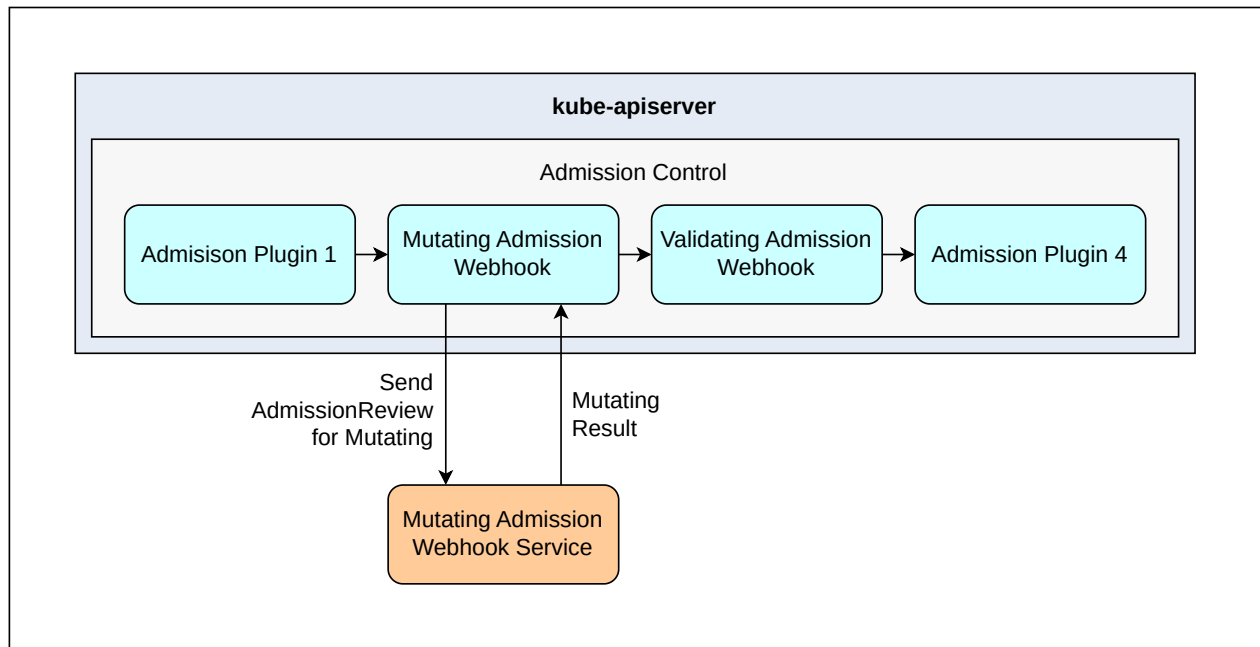 kube-apiserver
Admission Control
Admisison Plugin 1
Mutating Admission
Webhook
Validating Admission
Webhook
Admission Plugin 4
Send
AdmissionReview
for Mutating
Mutating
Result
Mutating Admission
Webhook Service